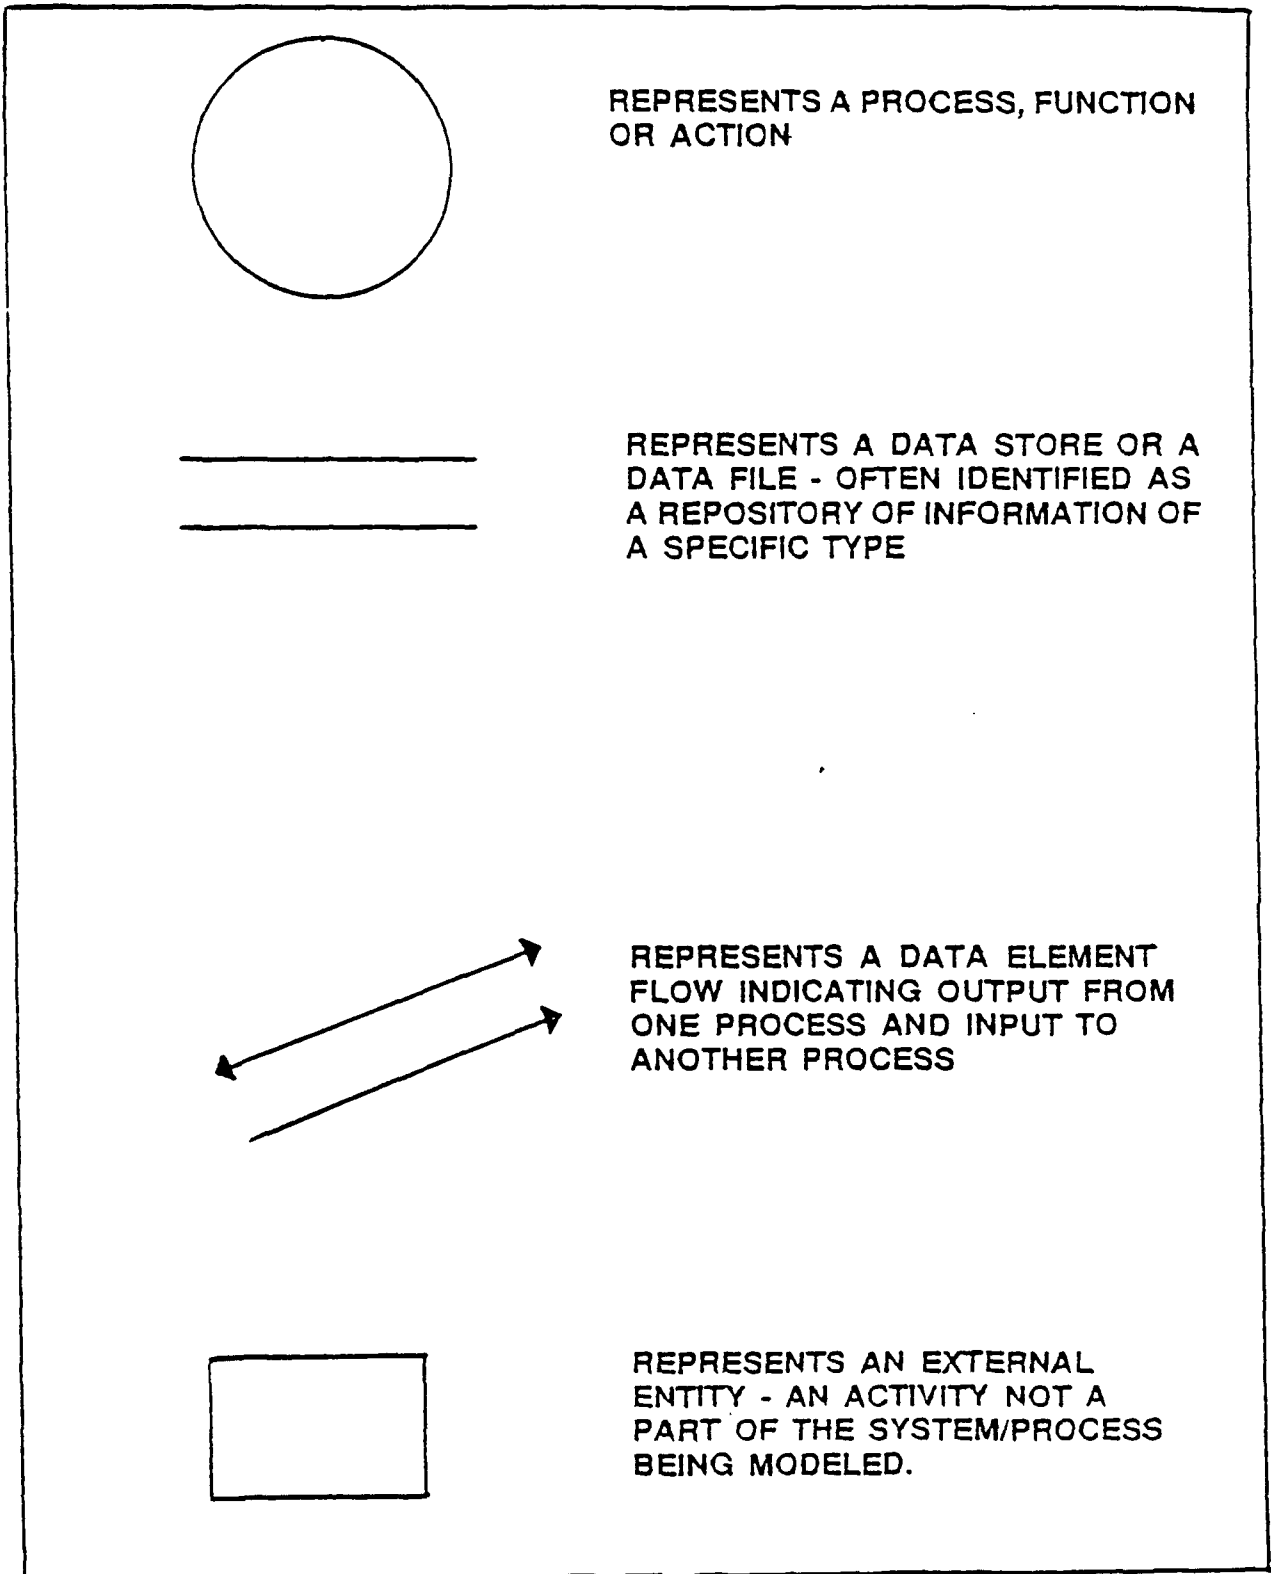 REPRESENTS A PROCESS, FUNCTION
OR ACTION
REPRESENTS A DATA STORE OR A
DATA FILE - OFTEN IDENTIFIED AS
A REPOSITORY OF INFORMATION OF
A SPECIFIC TYPE
REPRESENTS A DATA ELEMENT
FLOW INDICATING OUTPUT FROM
ONE PROCESS AND INPUT TO
ANOTHER PROCESS
REPRESENTS AN EXTERNAL
ENTITY - AN ACTIVITY NOT A
PART OF THE SYSTEM/PROCESS
BEING MODELED.